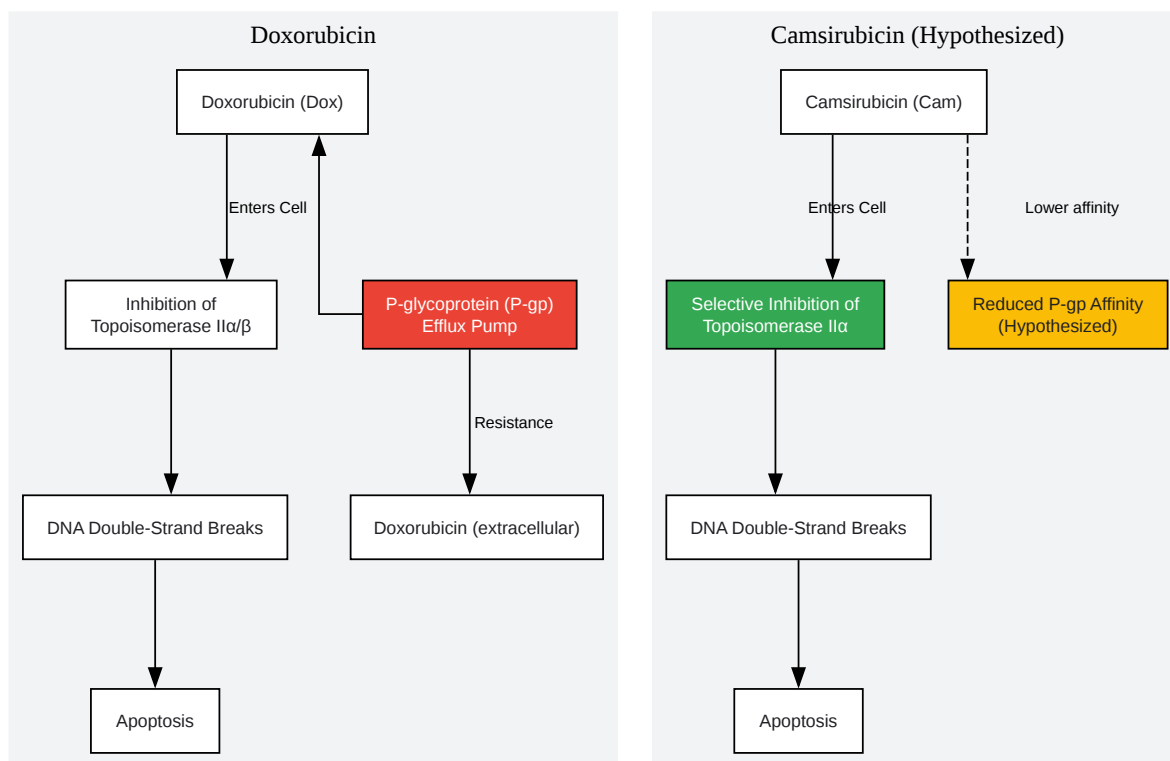 Doxorubicin
Doxorubicin (Dox)
Enters Cell
Inhibition of
Topoisomerase IIα/β
P-glycoprotein (P-gp)
Efflux Pump
Resistance
DNA Double-Strand Breaks
Doxorubicin (extracellular)
Apoptosis
Camsirubicin (Hypothesized)
Camsirubicin (Cam)
Enters Cell
Lower affinity
Selective Inhibition of
Topoisomerase IIα
Reduced P-gp Affinity
(Hypothesized)
DNA Double-Strand Breaks
Apoptosis